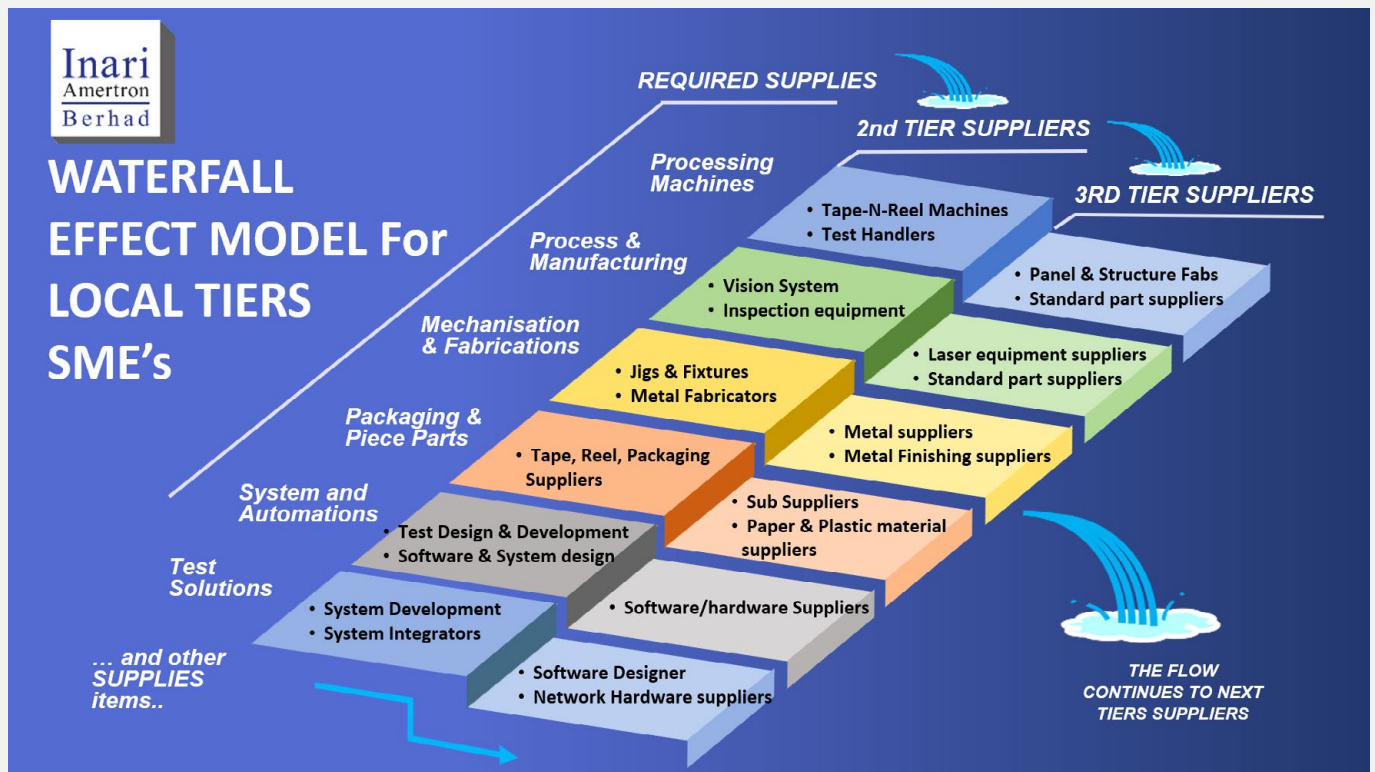 Inari
Amertron
Berhad
WATERFALL
EFFECT MODEL For
LOCAL TIERS
SME's
REQUIRED SUPPLIES
2nd TIER SUPPLIERS
3RD TIER SUPPLIERS
Processing
Machines
• Tape-N-Reel Machines
• Test Handlers
• Panel & Structure Fabs
• Standard part suppliers
Process &
Manufacturing
• Vision System
• Inspection equipment
• Laser equipment suppliers
• Standard part suppliers
Mechanisation
& Fabrications
• Jigs & Fixtures
• Metal Fabricators
• Metal suppliers
• Metal Finishing suppliers
Packaging &
Piece Parts
• Tape, Reel, Packaging
Suppliers
• Sub Suppliers
• Paper & Plastic material
suppliers
System and
Automations
• Test Design & Development
• Software & System design
• Software/hardware Suppliers
Test
Solutions
• System Development
• System Integrators
• Software Designer
• Network Hardware suppliers
... and other
SUPPLIES
items..
THE FLOW
CONTINUES TO NEXT
TIERS SUPPLIERS